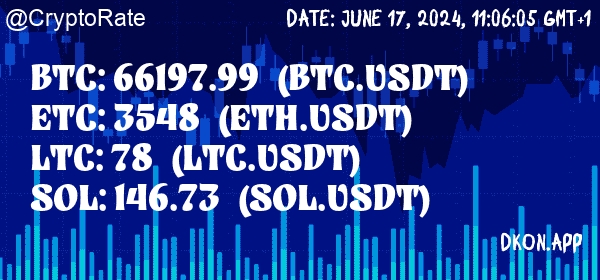 @CryptoRate
DATE: JUNE 17, 2024, 11:06:05 GMT+1
BTC: 66197.99 (BTC.USDT)
ETC: 3548 (ETH.USDT)
LTC: 78 (LTC.USDT)
SOL: 146.73 (SOL.USDT)
DKON.APP